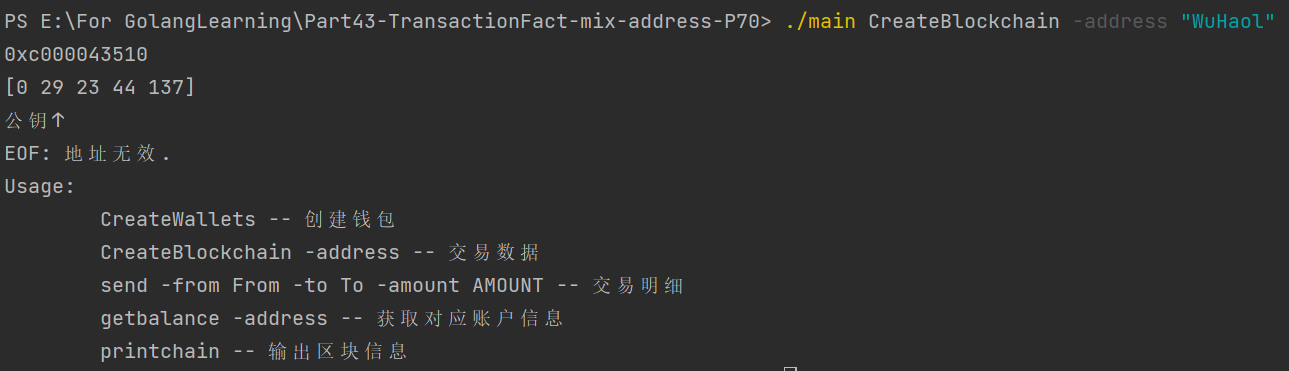 PS E:\For GolangLearning\Part43-TransactionFact-mix-address-P70> ./main CreateBlockchain -address "WuHaol"
0xc000043510
[0 29 23 44 137]
公钥↑
EOF: 地址无效.
Usage:
CreateWallets -- 创建钱包
CreateBlockchain -address -- 交易数据
send -from From -to To -amount AMOUNT -- 交易明细
getbalance -address -- 获取对应账户信息
printchain -- 输出区块信息